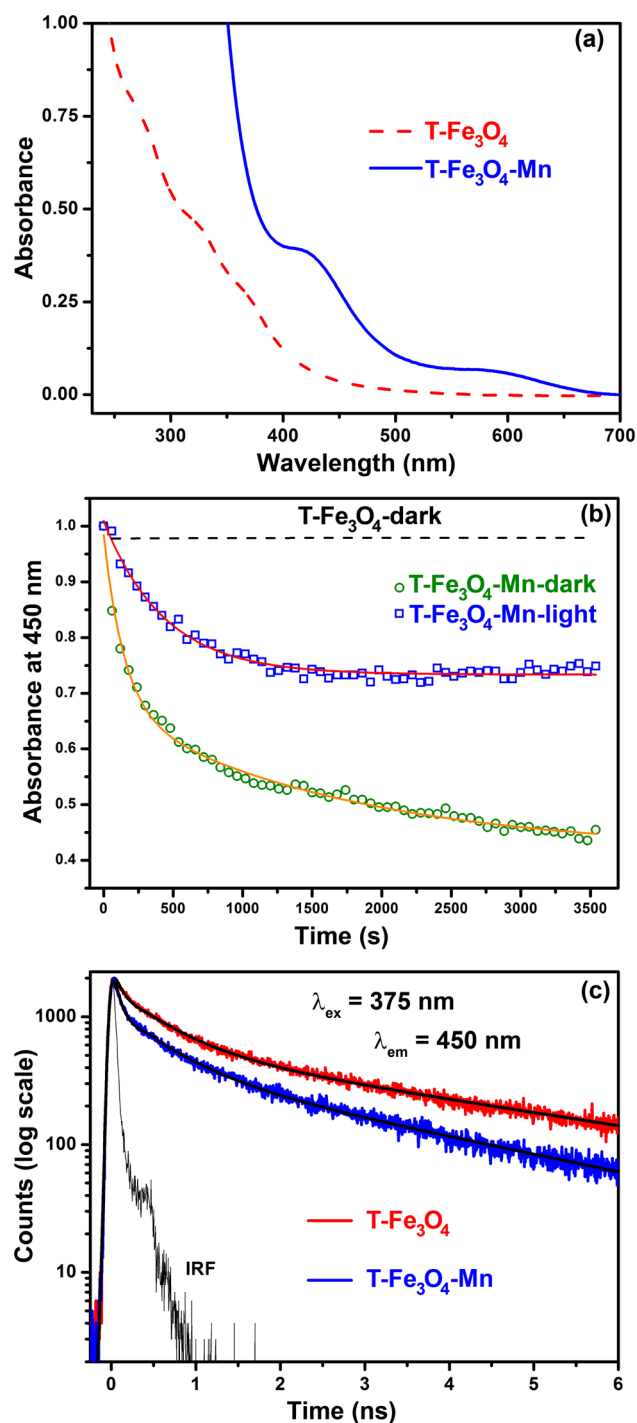 (a)
T-Fe₃O₄
T-Fe₃O₄-Mn
Absorbance
1.00
0.75
0.50
0.25
0.00
300 400 500 600 700
Wavelength (nm)
(b)
T-Fe₃O₄-dark
T-Fe₃O₄-Mn-dark
T-Fe₃O₄-Mn-light
Absorbance at 450 nm
1.0
0.9
0.8
0.7
0.6
0.5
0.4
0 500 1000 1500 2000 2500 3000 3500
Time (s)
(c)
λex = 375 nm
λem = 450 nm
Counts (log scale)
1000
100
10
IRF
T-Fe₃O₄
T-Fe₃O₄-Mn
0 1 2 3 4 5 6
Time (ns)